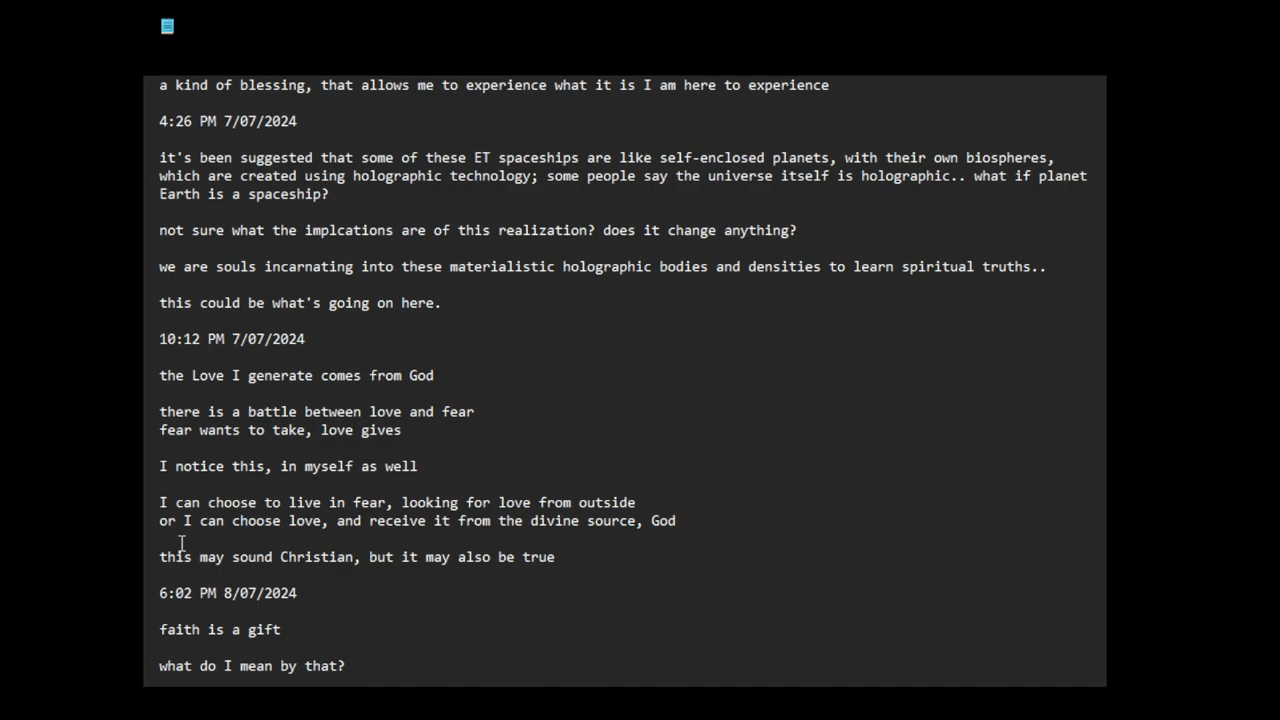 a kind of blessing, that allows me to experience what it is I am here to experience
4:26 PM 7/07/2024
it's been suggested that some of these ET spaceships are like self-enclosed planets, with their own biospheres,
which are created using holographic technology; some people say the universe itself is holographic.. what if planet
Earth is a spaceship?
not sure what the implcations are of this realization? does it change anything?
we are souls incarnating into these materialistic holographic bodies and densities to learn spiritual truths..
this could be what's going on here.
10:12 PM 7/07/2024
the Love I generate comes from God
there is a battle between love and fear
fear wants to take, love gives
I notice this, in myself as well
I can choose to live in fear, looking for love from outside
or I can choose love, and receive it from the divine source, God
this may sound Christian, but it may also be true
6:02 PM 8/07/2024
faith is a gift
what do I mean by that?